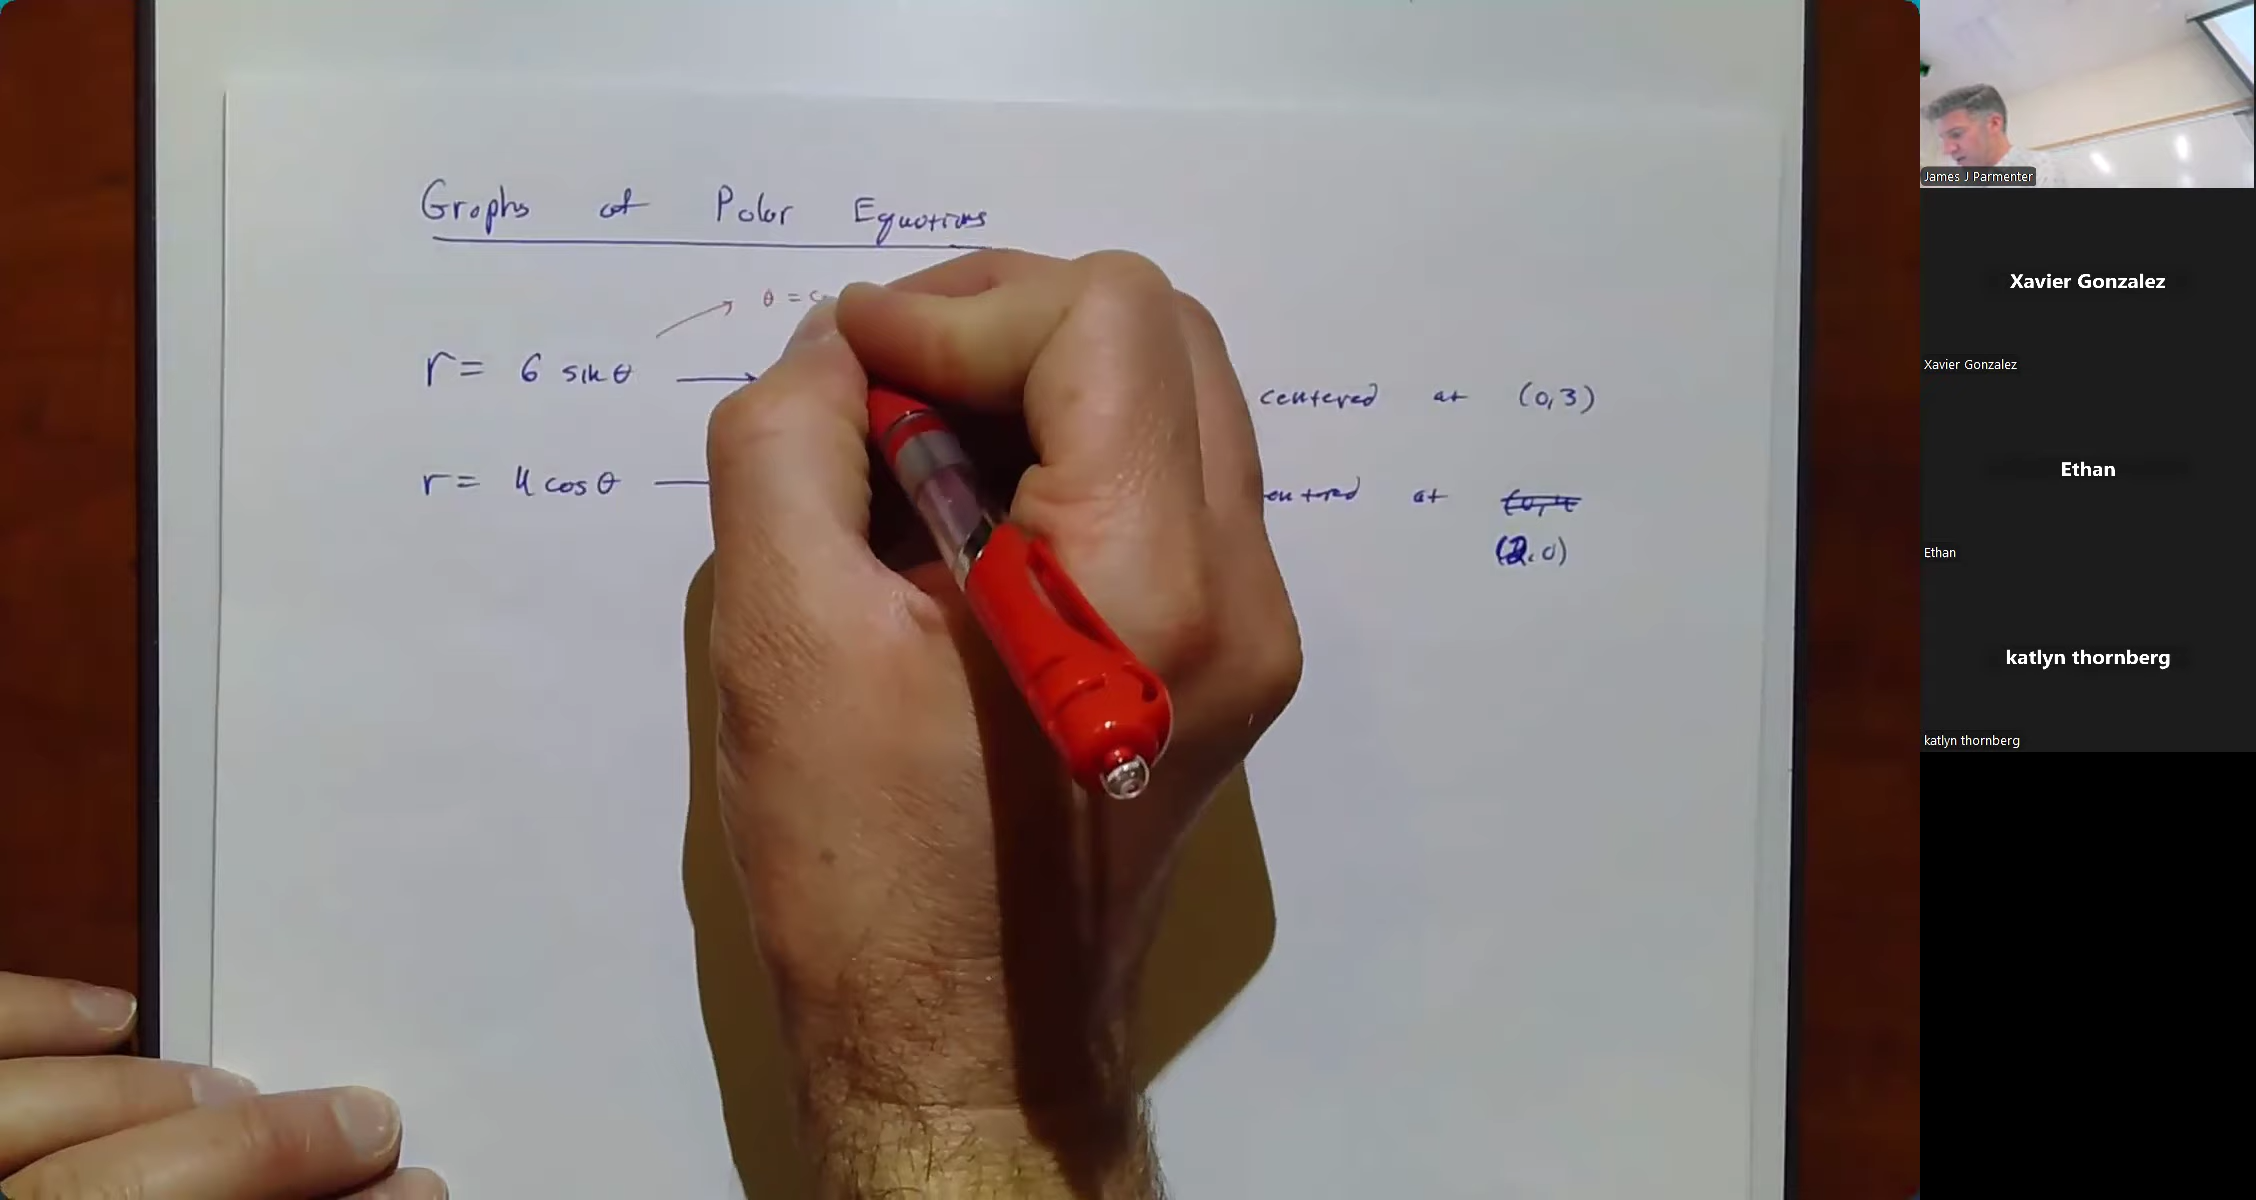 Graphs of Polar Equations
θ = c
r = 6 sin θ → centered at (0,3)
r = 4 cos θ — entred at
(2,0)
James J Parmenter
Xavier Gonzalez
Xavier Gonzalez
Ethan
Ethan
katlyn thornberg
katlyn thornberg